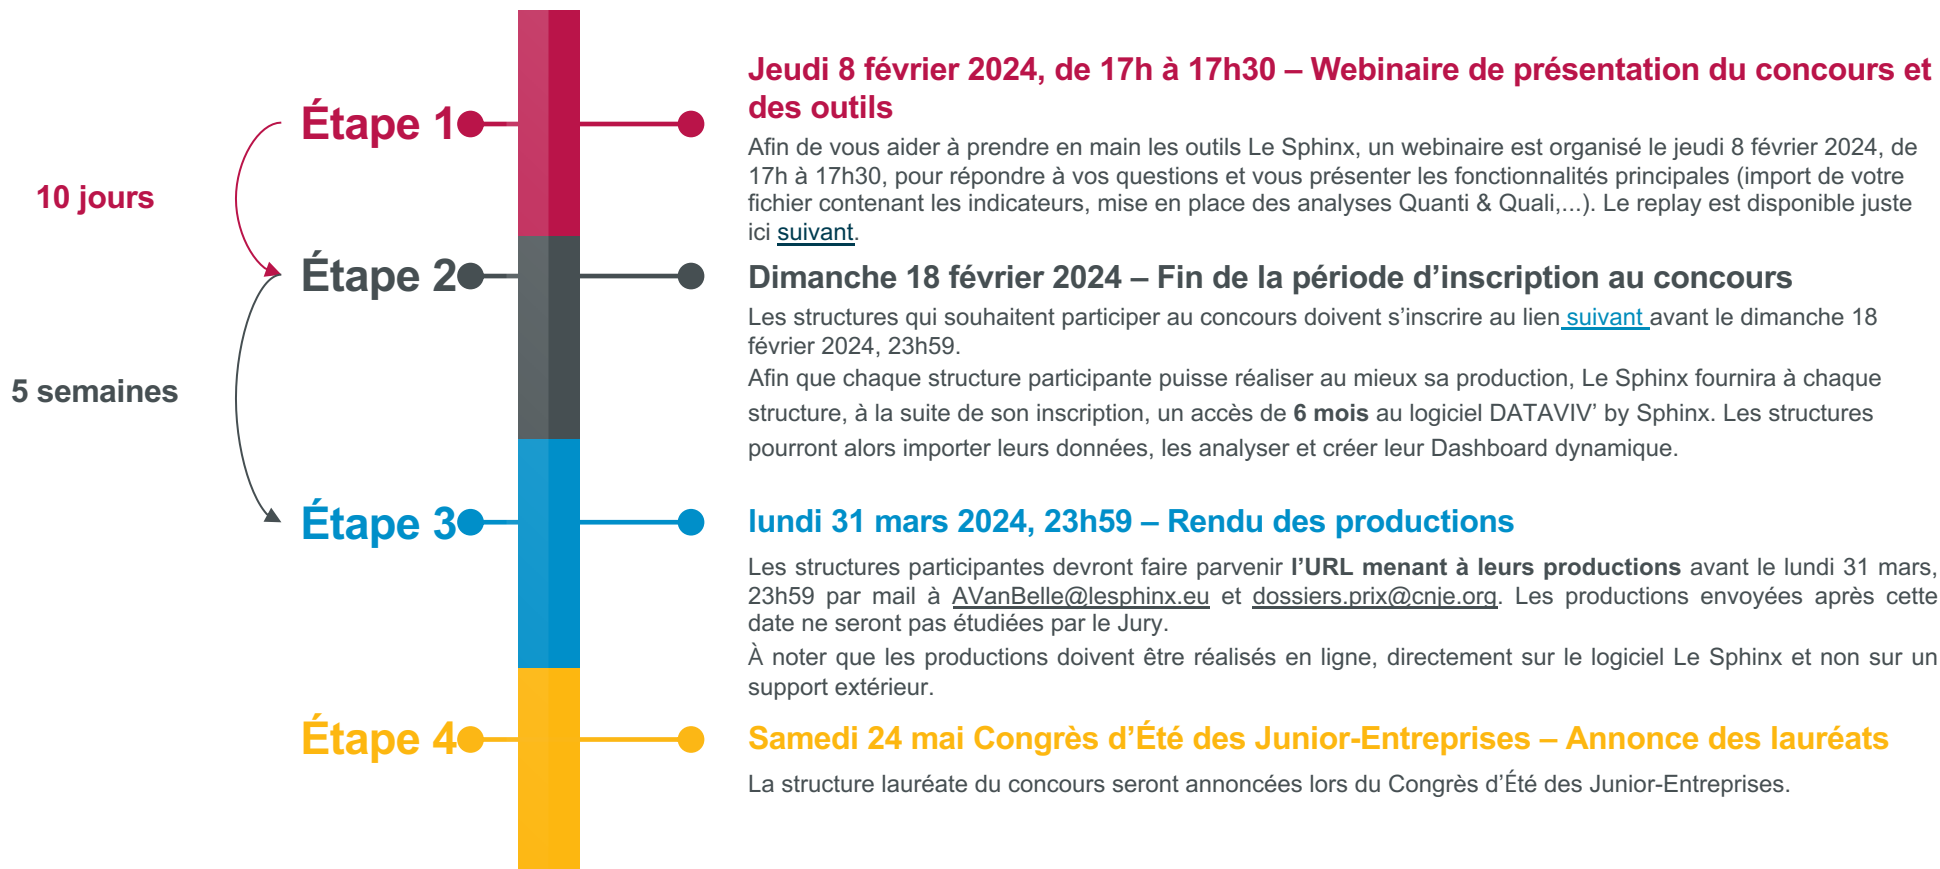 Étape 1
Jeudi 8 février 2024, de 17h à 17h30 – Webinaire de présentation du concours et
des outils
Afin de vous aider à prendre en main les outils Le Sphinx, un webinaire est organisé le jeudi 8 février 2024, de
17h à 17h30, pour répondre à vos questions et vous présenter les fonctionnalités principales (import de votre
fichier contenant les indicateurs, mise en place des analyses Quanti & Quali,...). Le replay est disponible juste
ici suivant.
10 jours
Étape 2
Dimanche 18 février 2024 – Fin de la période d’inscription au concours
Les structures qui souhaitent participer au concours doivent s’inscrire au lien suivant avant le dimanche 18
février 2024, 23h59.
Afin que chaque structure participante puisse réaliser au mieux sa production, Le Sphinx fournira à chaque
structure, à la suite de son inscription, un accès de 6 mois au logiciel DATAVIV’ by Sphinx. Les structures
pourront alors importer leurs données, les analyser et créer leur Dashboard dynamique.
5 semaines
Étape 3
lundi 31 mars 2024, 23h59 – Rendu des productions
Les structures participantes devront faire parvenir l’URL menant à leurs productions avant le lundi 31 mars,
23h59 par mail à AVanBelle@lesphinx.eu et dossiers.prix@cnje.org. Les productions envoyées après cette
date ne seront pas étudiées par le Jury.
À noter que les productions doivent être réalisés en ligne, directement sur le logiciel Le Sphinx et non sur un
support extérieur.
Étape 4
Samedi 24 mai Congrès d’Été des Junior-Entreprises – Annonce des lauréats
La structure lauréate du concours seront annoncées lors du Congrès d’Été des Junior-Entreprises.